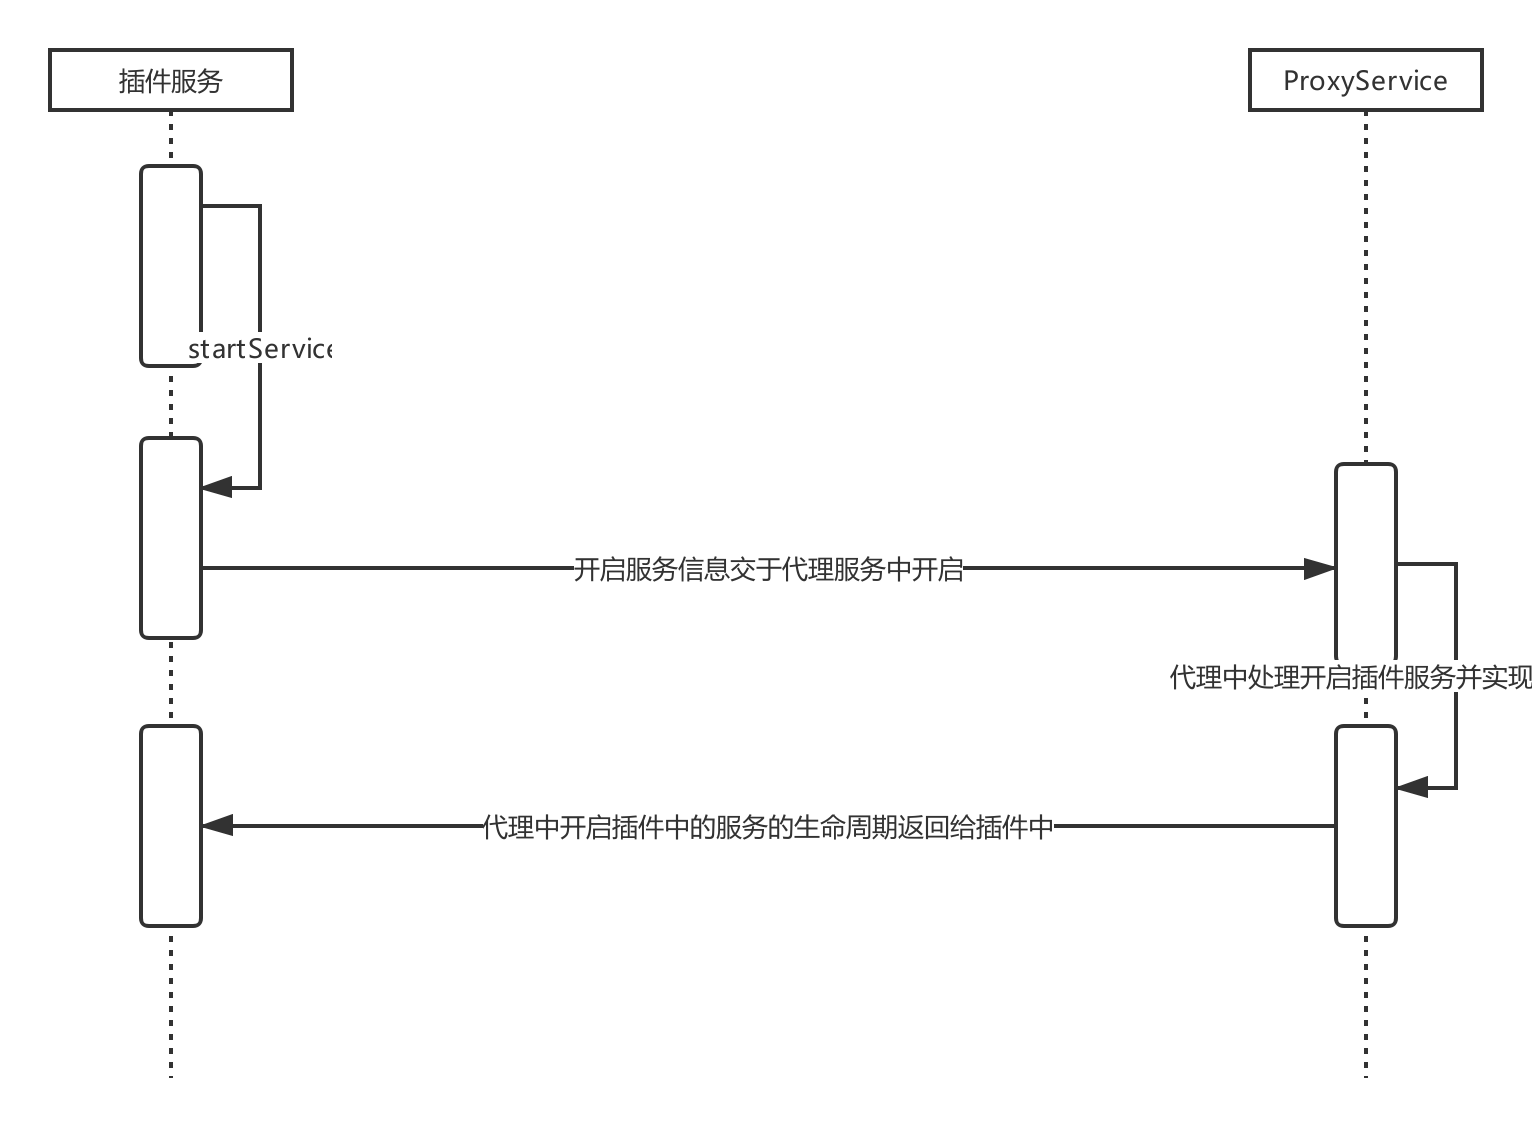 插件服务
ProxyService
startService
开启服务信息交于代理服务中开启
代理中处理开启插件服务并实现
代理中开启插件中的服务的生命周期返回给插件中